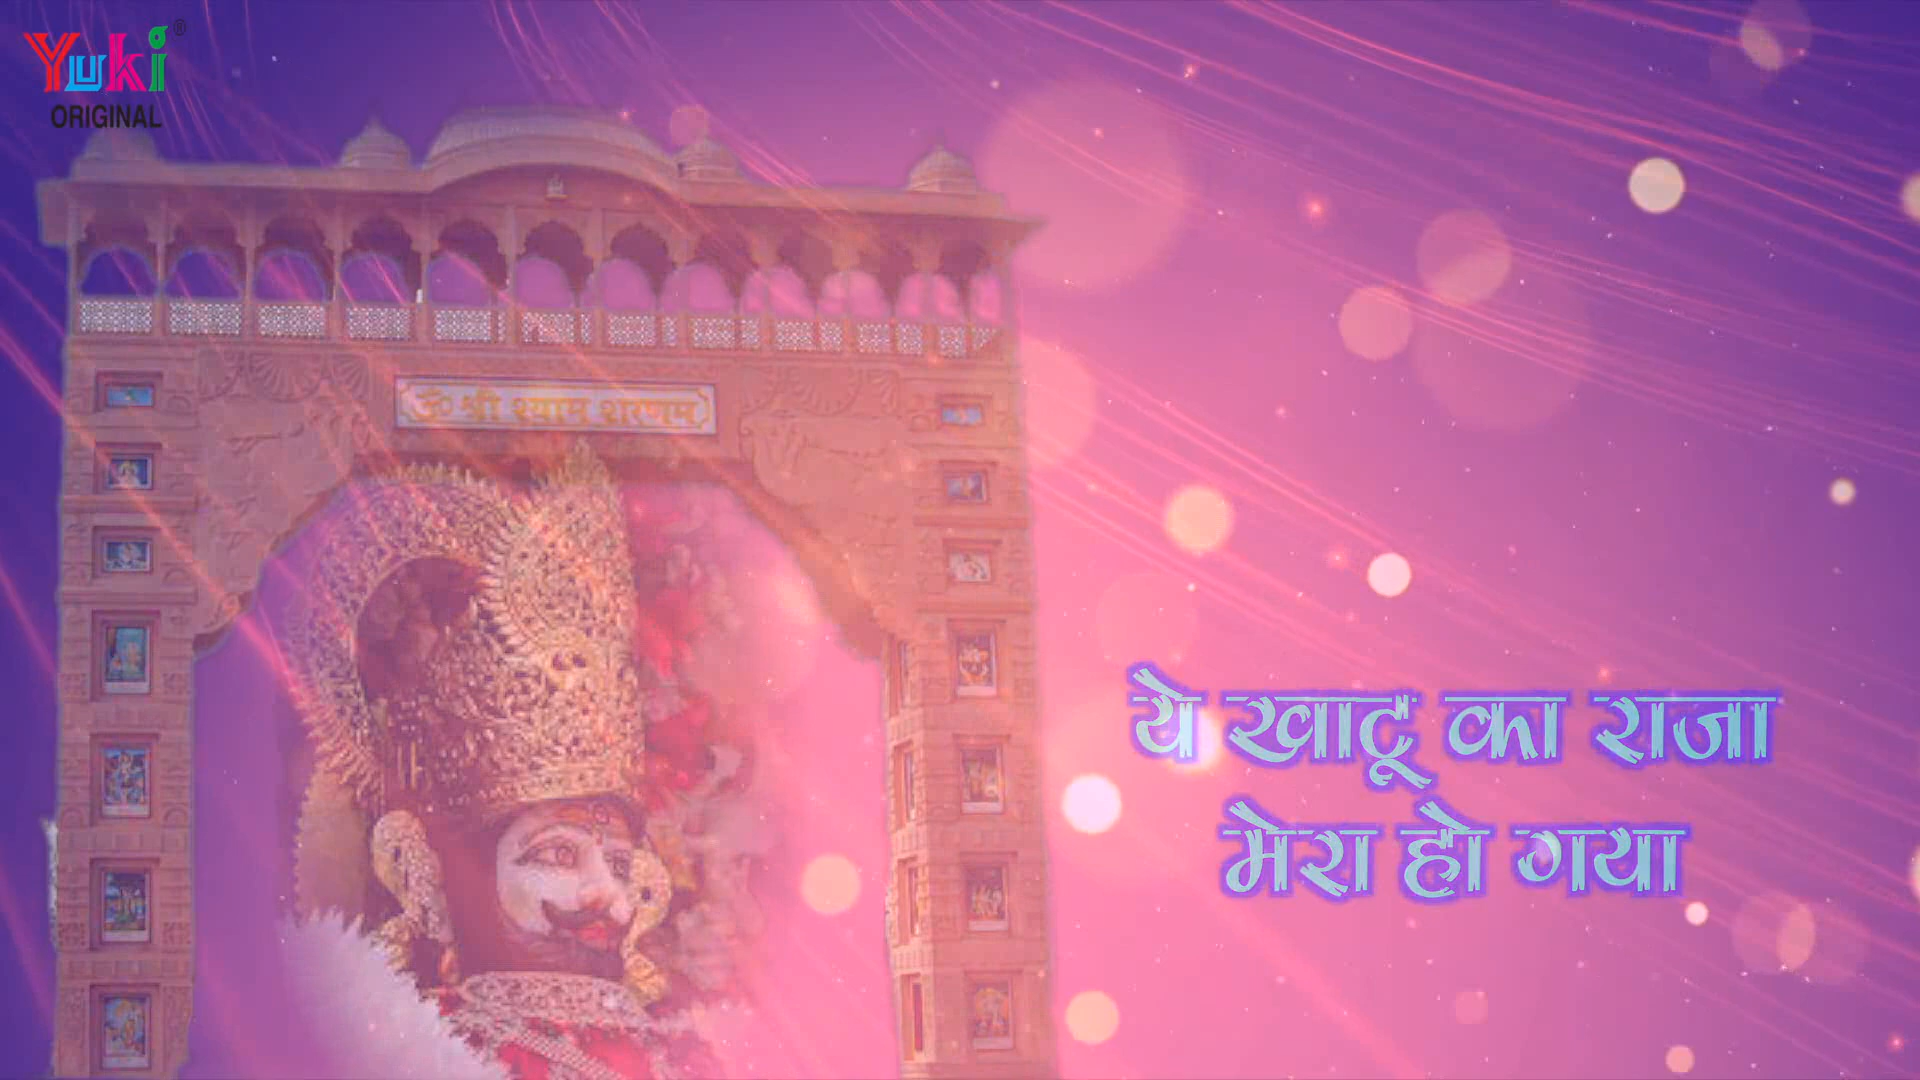 Yuki®
ORIGINAL
ॐ श्री श्याम शरणम्
ये खाटू का राजा
मेरा हो गया